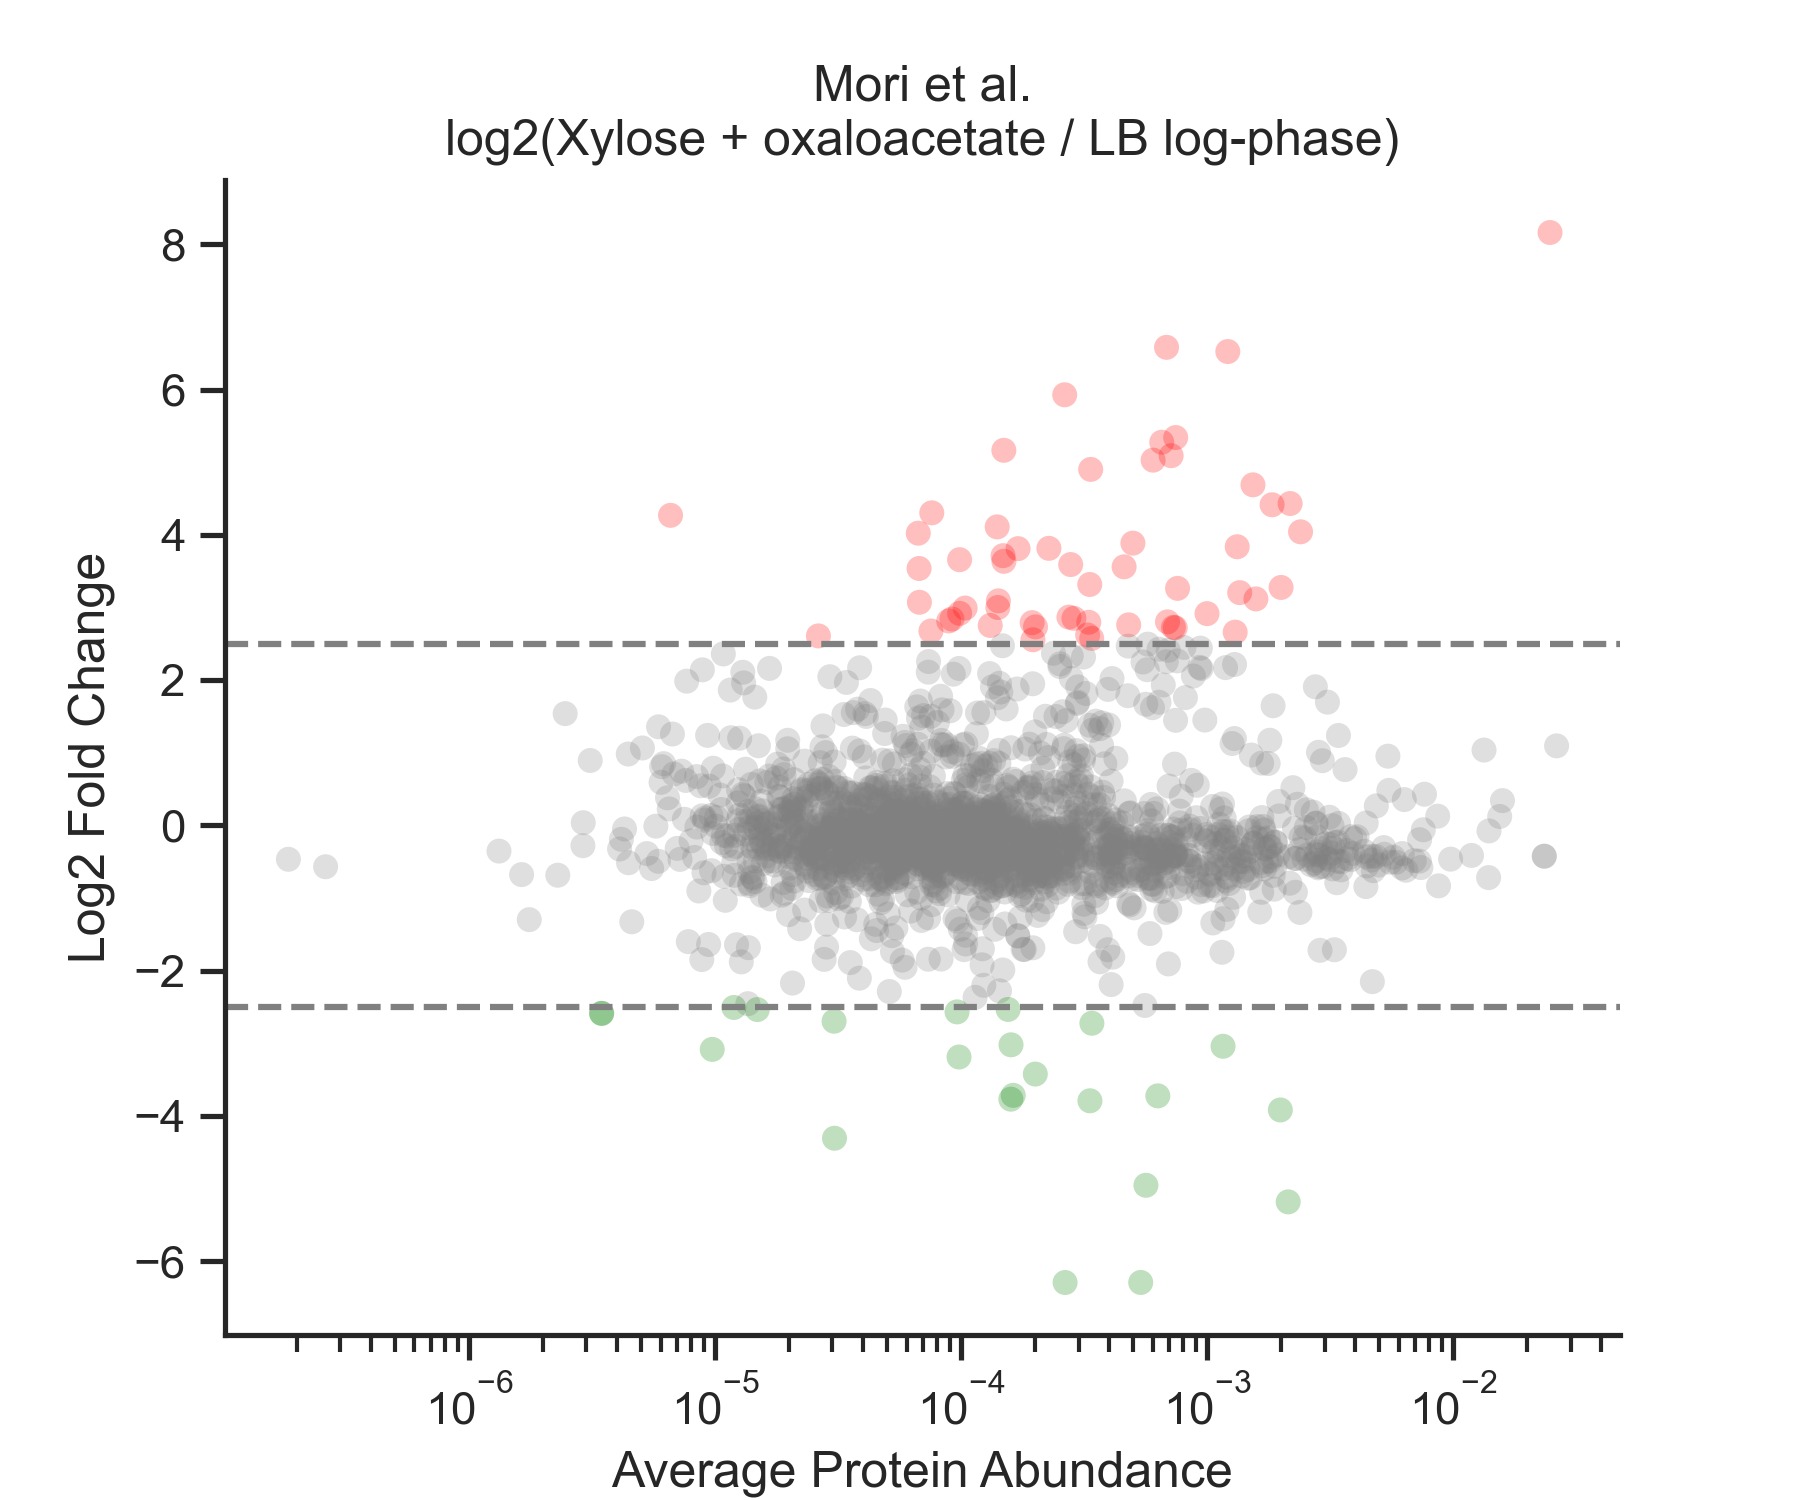 Mori et al.
log2(Xylose + oxaloacetate / LB log-phase)
Log2 Fold Change
8
6
4
2
0
−2
−4
−6
10⁻⁶ 10⁻⁵ 10⁻⁴ 10⁻³ 10⁻²
Average Protein Abundance